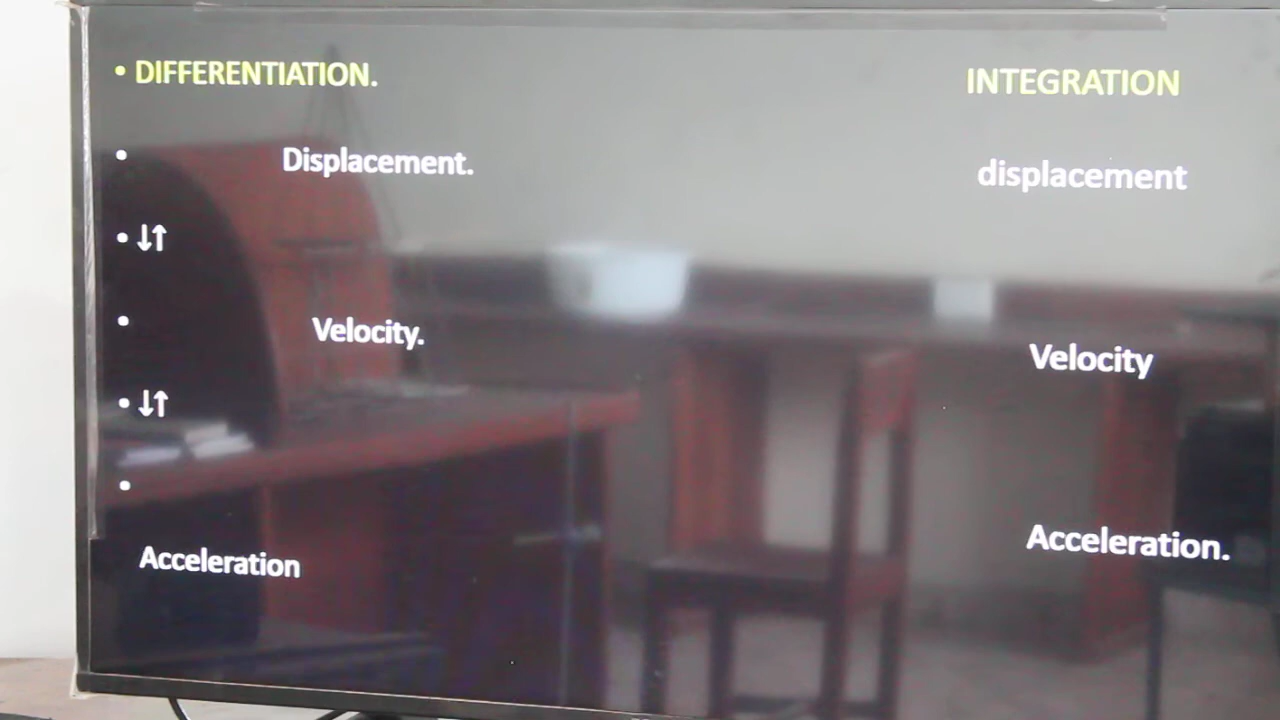 • DIFFERENTIATION. INTEGRATION
• Displacement. displacement
• ↓↑
• Velocity. Velocity
• ↓↑
•
Acceleration Acceleration.